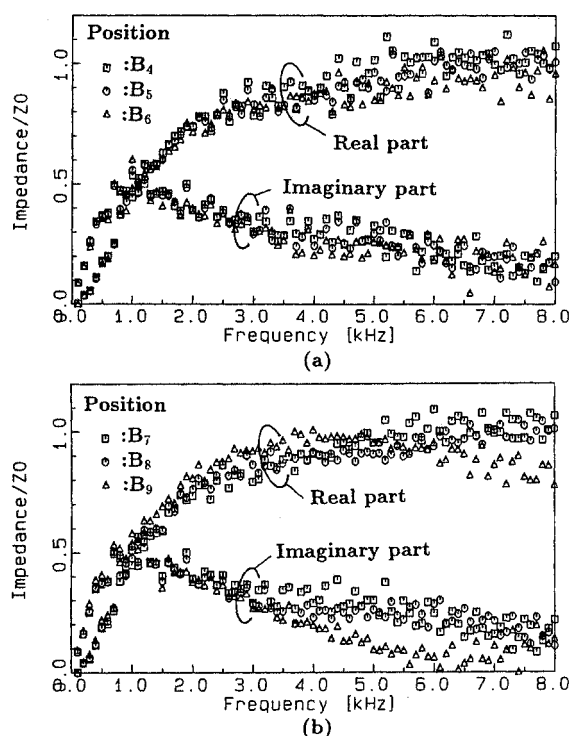 Position
:B4
:B5
:B6
Real part
Imaginary part
Impedance/Z0
0.0 0.5 1.0
0.0 1.0 2.0 3.0 4.0 5.0 6.0 7.0 8.0
Frequency [kHz]
(a)
Position
:B7
:B8
:B9
Real part
Imaginary part
Impedance/Z0
0.0 0.5 1.0
0.0 1.0 2.0 3.0 4.0 5.0 6.0 7.0 8.0
Frequency [kHz]
(b)